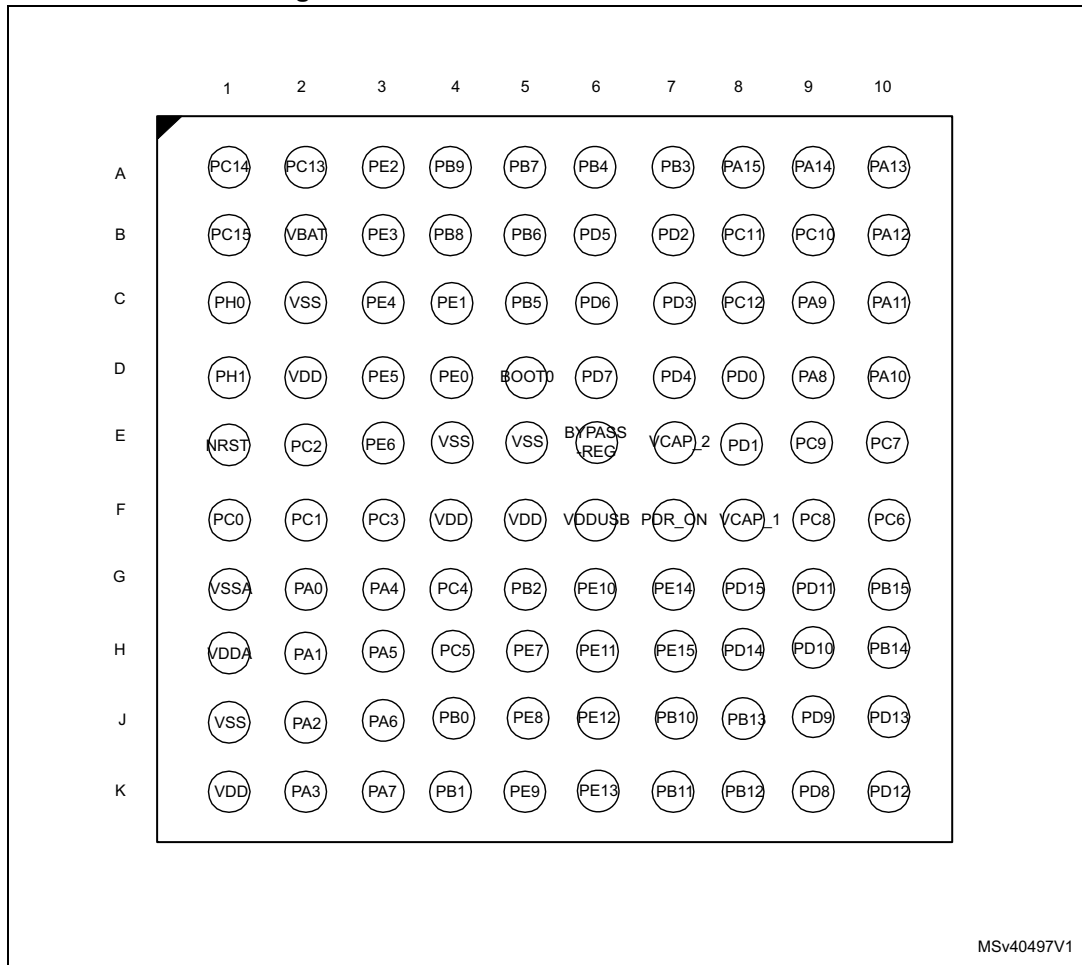 1 2 3 4 5 6 7 8 9 10
A PC14 PC13 PE2 PB9 PB7 PB4 PB3 PA15 PA14 PA13
B PC15 VBAT PE3 PB8 PB6 PD5 PD2 PC11 PC10 PA12
C PH0 VSS PE4 PE1 PB5 PD6 PD3 PC12 PA9 PA11
D PH1 VDD PE5 PE0 BOOT0 PD7 PD4 PD0 PA8 PA10
E NRST PC2 PE6 VSS VSS BYPASS -REG VCAP_2 PD1 PC9 PC7
F PC0 PC1 PC3 VDD VDD VDDUSB PDR_ON VCAP_1 PC8 PC6
G VSSA PA0 PA4 PC4 PB2 PE10 PE14 PD15 PD11 PB15
H VDDA PA1 PA5 PC5 PE7 PE11 PE15 PD14 PD10 PB14
J VSS PA2 PA6 PB0 PE8 PE12 PB10 PB13 PD9 PD13
K VDD PA3 PA7 PB1 PE9 PE13 PB11 PB12 PD8 PD12
MSv40497V1